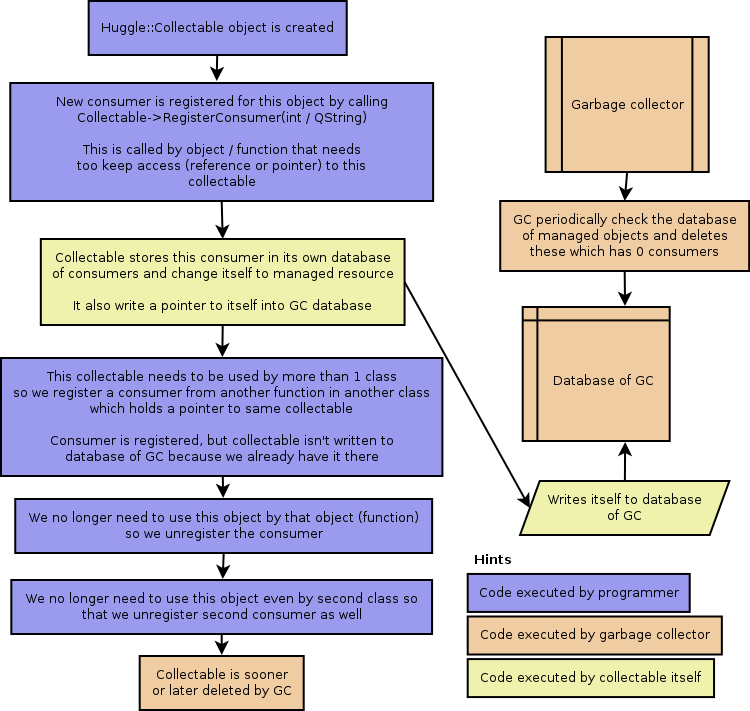 Huggle::Collectable object is created
New consumer is registered for this object by calling
Collectable->RegisterConsumer(int / QString)
This is called by object / function that needs
too keep access (reference or pointer) to this
collectable
Collectable stores this consumer in its own database
of consumers and change itself to managed resource
It also write a pointer to itself into GC database
This collectable needs to be used by more than 1 class
so we register a consumer from another function in another class
which holds a pointer to same collectable
Consumer is registered, but collectable isn't written to
database of GC because we already have it there
We no longer need to use this object by that object (function)
so we unregister the consumer
We no longer need to use this object even by second class so
that we unregister second consumer as well
Collectable is sooner
or later deleted by GC
Garbage collector
GC periodically check the database
of managed objects and deletes
these which has 0 consumers
Database of GC
Writes itself to database
of GC
Hints
Code executed by programmer
Code executed by garbage collector
Code executed by collectable itself